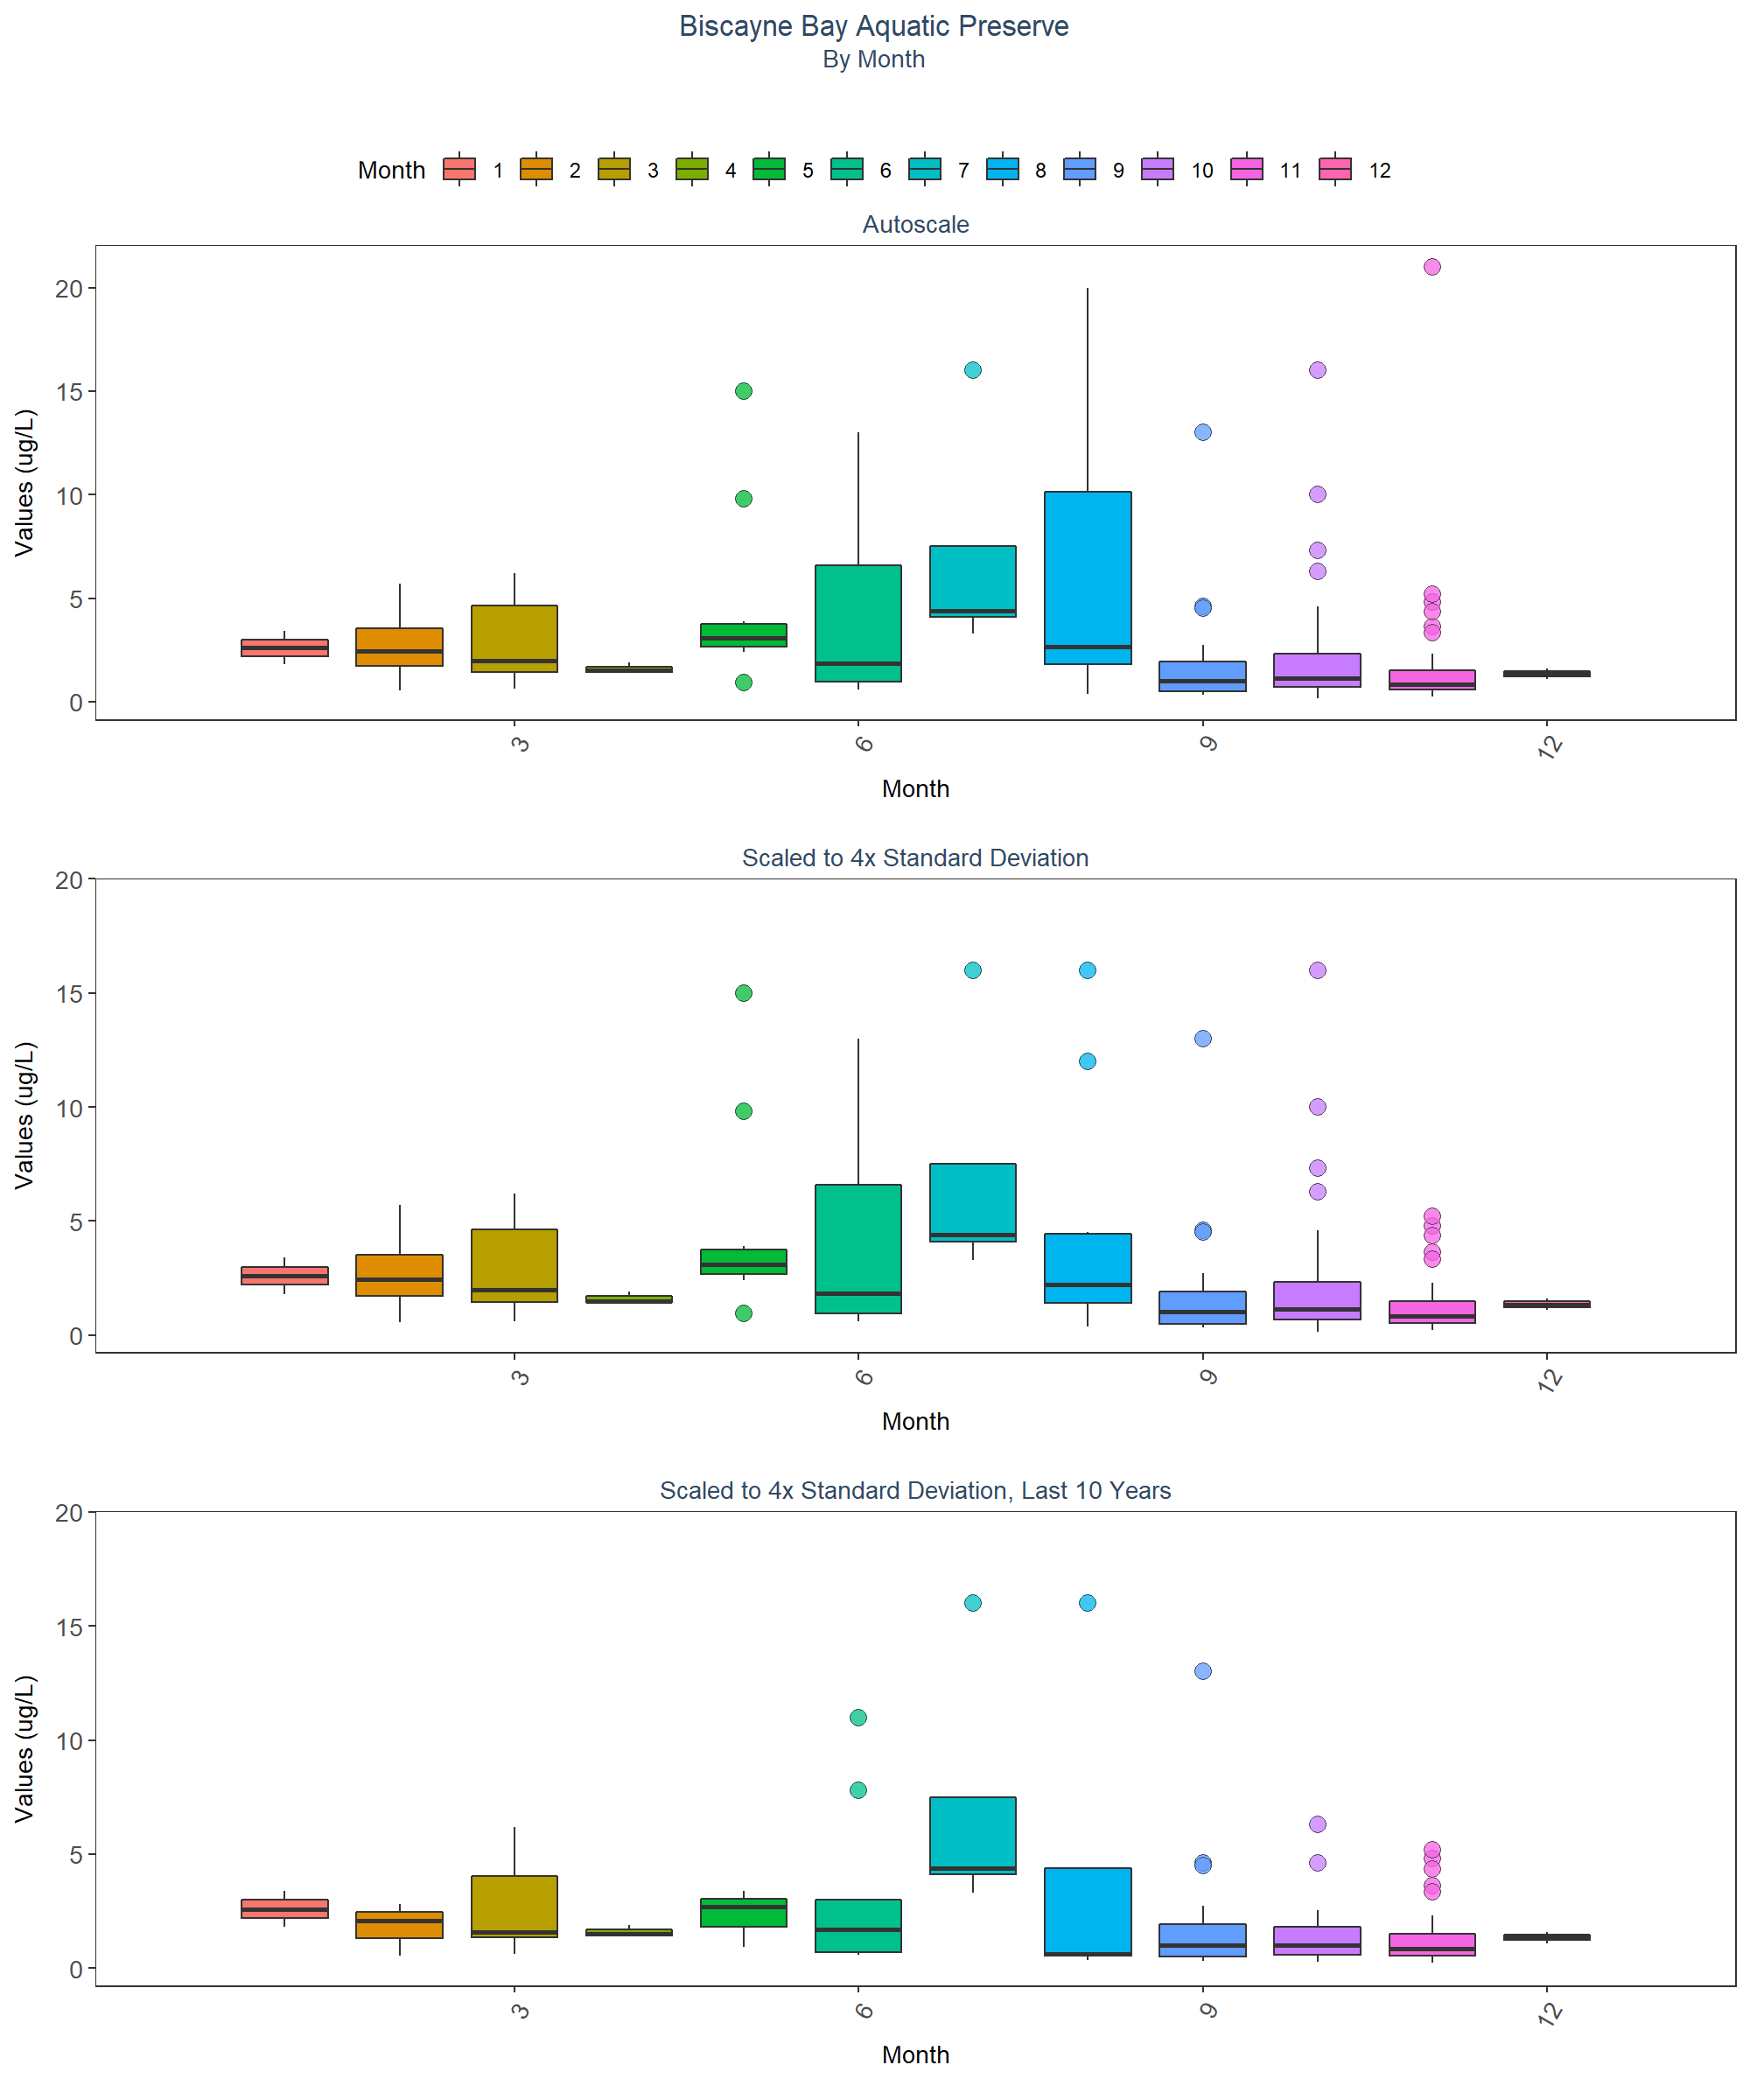 Biscayne Bay Aquatic Preserve
By Month
Month 1 2 3 4 5 6 7 8 9 10 11 12
Autoscale
Values (ug/L)
20
15
10
5
0
3 6 9 12
Month
Scaled to 4x Standard Deviation
Values (ug/L)
20
15
10
5
0
3 6 9 12
Month
Scaled to 4x Standard Deviation, Last 10 Years
Values (ug/L)
20
15
10
5
0
3 6 9 12
Month